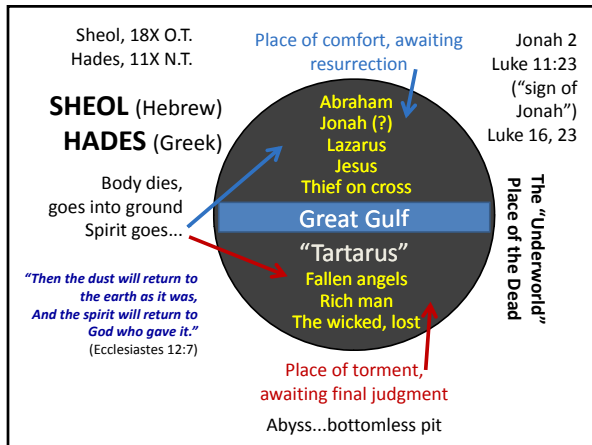 Sheol, 18X O.T.
Hades, 11X N.T.
SHEOL (Hebrew)
HADES (Greek)
Body dies,
goes into ground
Spirit goes...
“Then the dust will return to
the earth as it was,
And the spirit will return to
God who gave it.”
(Ecclesiastes 12:7)
Place of comfort, awaiting
resurrection
Abraham
Jonah (?)
Lazarus
Jesus
Thief on cross
Great Gulf
“Tartarus”
Fallen angels
Rich man
The wicked, lost
Place of torment,
awaiting final judgment
Abyss...bottomless pit
Jonah 2
Luke 11:23
(“sign of
Jonah”)
Luke 16, 23
The “Underworld”
Place of the Dead